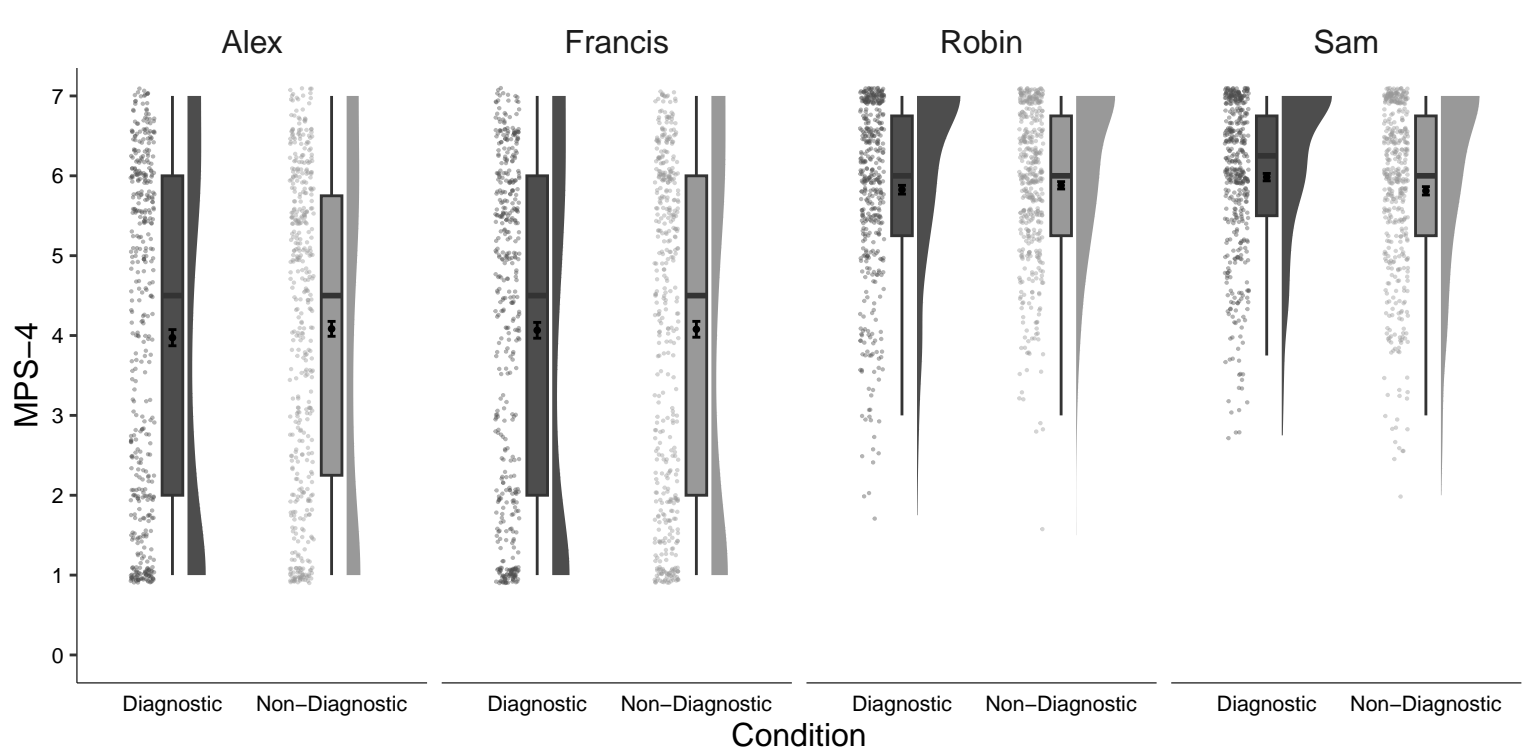 Alex Francis Robin Sam
MPS−4
7
6
5
4
3
2
1
0
Diagnostic Non−Diagnostic Diagnostic Non−Diagnostic Diagnostic Non−Diagnostic Diagnostic Non−Diagnostic
Condition